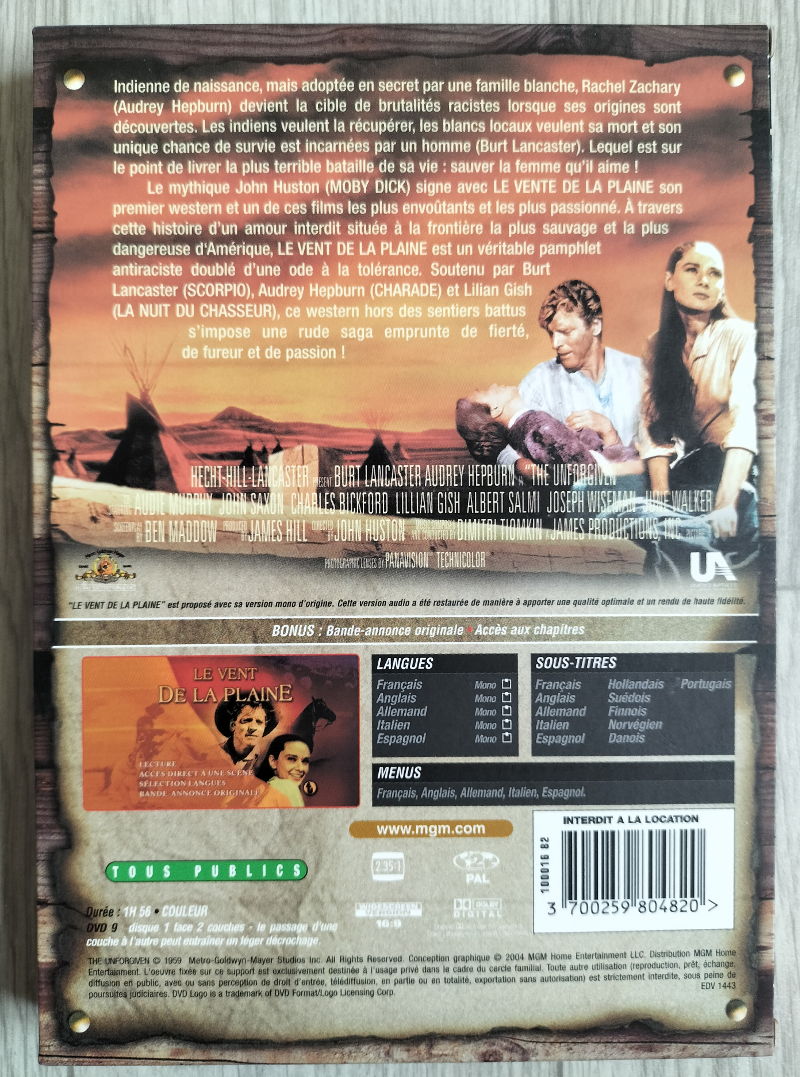 Indienne de naissance, mais adoptée en secret par une famille blanche, Rachel Zachary
(Audrey Hepburn) devient la cible de brutalités racistes lorsque ses origines sont
découvertes. Les indiens veulent la récupérer, les blancs locaux veulent sa mort et son
unique chance de survie est incarnées par un homme (Burt Lancaster). Lequel est sur
le point de livrer la plus terrible bataille de sa vie : sauver la femme qu'il aime !
Le mythique John Huston (MOBY DICK) signe avec LE VENTE DE LA PLAINE son
premier western et un de ces films les plus envoûtants et les plus passionné. À travers
cette histoire d'un amour interdit située à la frontière la plus sauvage et la plus
dangereuse d'Amérique, LE VENT DE LA PLAINE est un véritable pamphlet
antiraciste doublé d'une ode à la tolérance. Soutenu par Burt
Lancaster (SCORPIO), Audrey Hepburn (CHARADE) et Lilian Gish
(LA NUIT DU CHASSEUR), ce western hors des sentiers battus
s'impose une rude saga emprunte de fierté,
de fureur et de passion !
HECHT-HILL-LANCASTER PRESENT BURT LANCASTER AUDREY HEPBURN IN "THE UNFORGIVEN"
AUDIE MURPHY JOHN SAXON CHARLES BICKFORD LILLIAN GISH ALBERT SALMI JOSEPH WISEMAN JUNE WALKER
SCREENPLAY BY BEN MADDOW PRODUCED BY JAMES HILL DIRECTED BY JOHN HUSTON DIMITRI TIOMKIN A JAMES PRODUCTIONS, INC.
PHOTOGRAPHIC LENSES BY PANAVISION TECHNICOLOR
UA
"LE VENT DE LA PLAINE" est proposé avec sa version mono d'origine. Cette version audio a été restaurée de manière à apporter une qualité optimale et un rendu de haute fidélité.
BONUS : Bande-annonce originale • Accès aux chapitres
LE VENT
DE LA PLAINE
LECTURE
ACCÈS DIRECT A UNE SCÈNE
SÉLECTION LANGUES
BANDE ANNONCE ORIGINALE
LANGUES
Français Mono
Anglais Mono
Allemand Mono
Italien Mono
Espagnol Mono
SOUS-TITRES
Français Hollandais Portugais
Anglais Suédois
Allemand Finnois
Italien Norvégien
Espagnol Danois
MENUS
Français, Anglais, Allemand, Italien, Espagnol.
www.mgm.com
INTERDIT A LA LOCATION
100016 82
3 700259 804820 >
TOUS PUBLICS
2.35:1
2
PAL
WIDESCREEN
VERSION
16:9
DOLBY
DIGITAL
Durée : 1H 56 • COULEUR
DVD 9 disque 1 face 2 couches - le passage d'une
couche à l'autre peut entraîner un léger décrochage.
THE UNFORGIVEN © 1959 Metro-Goldwyn-Mayer Studios Inc. All Rights Reserved. Conception graphique © 2004 MGM Home Entertainment LLC. Distribution MGM Home
Entertainment. L'oeuvre fixée sur ce support est exclusivement destinée à l'usage privé dans le cadre du cercle familial. Toute autre utilisation (reproduction, prêt, échange,
diffusion en public, avec ou sans perception de droit d'entrée, télédiffusion, en partie ou en totalité, exportation sans autorisation) est strictement interdite, sous peine de
poursuites judiciaires. DVD Logo is a trademark of DVD Format/Logo Licensing Corp.
EDV 1443